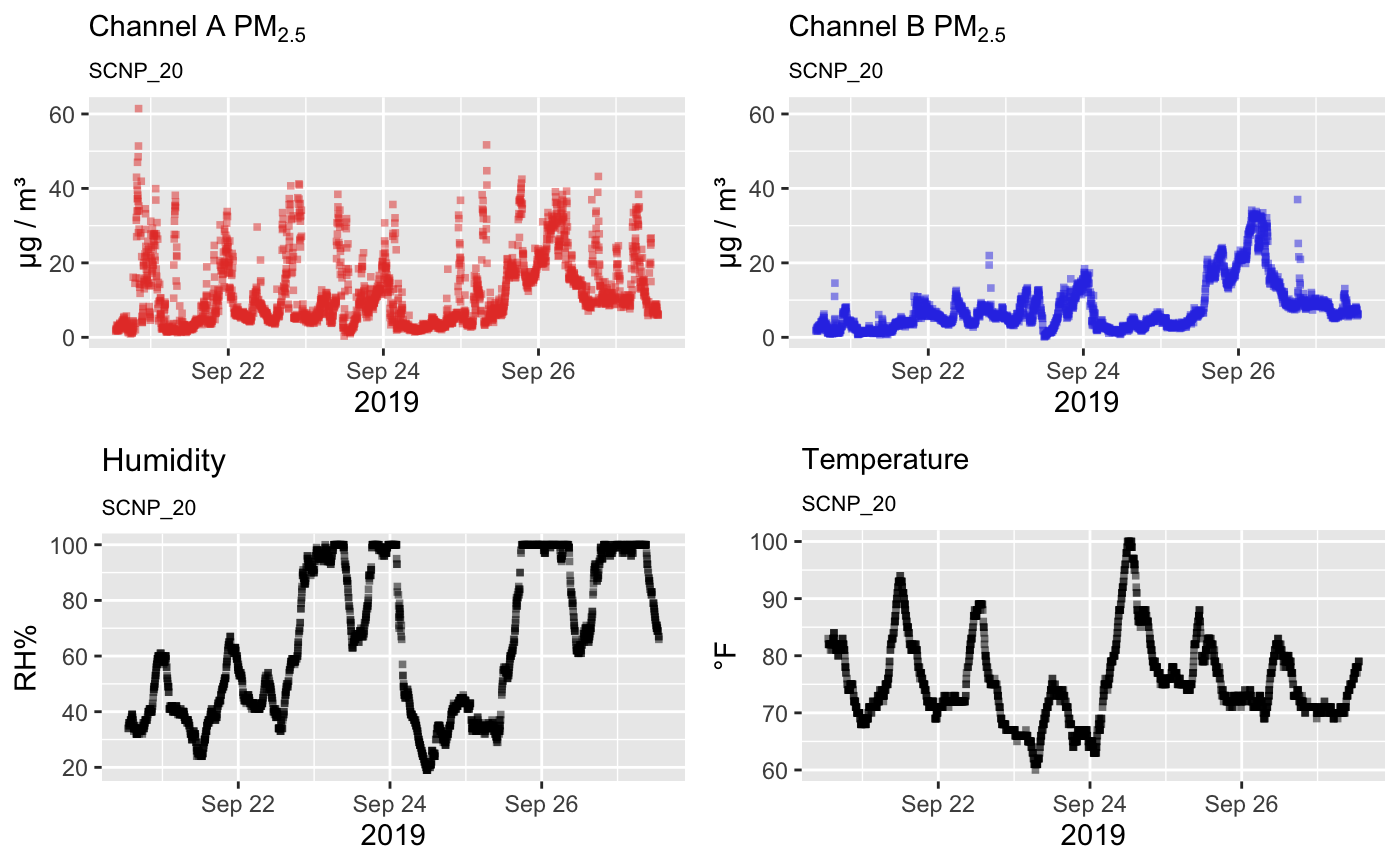 Channel A PM2.5
SCNP_20
60
40
20
0
µg / m³
Sep 22 Sep 24 Sep 26
2019
Channel B PM2.5
SCNP_20
60
40
20
0
µg / m³
Sep 22 Sep 24 Sep 26
2019
Humidity
SCNP_20
100
80
60
40
20
RH%
Sep 22 Sep 24 Sep 26
2019
Temperature
SCNP_20
100
90
80
70
60
°F
Sep 22 Sep 24 Sep 26
2019